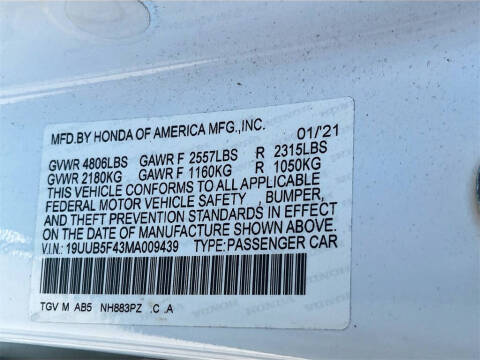 MFD.BY HONDA OF AMERICA MFG.,INC. 01/'21
GVWR 4806LBS GAWR F 2557LBS R 2315LBS
GVWR 2180KG GAWR F 1160KG R 1050KG
THIS VEHICLE CONFORMS TO ALL APPLICABLE
FEDERAL MOTOR VEHICLE SAFETY , BUMPER,
AND THEFT PREVENTION STANDARDS IN EFFECT
ON THE DATE OF MANUFACTURE SHOWN ABOVE.
V.I.N: 19UUB5F43MA009439 TYPE:PASSENGER CAR
TGV M AB5 NH883PZ .C .A